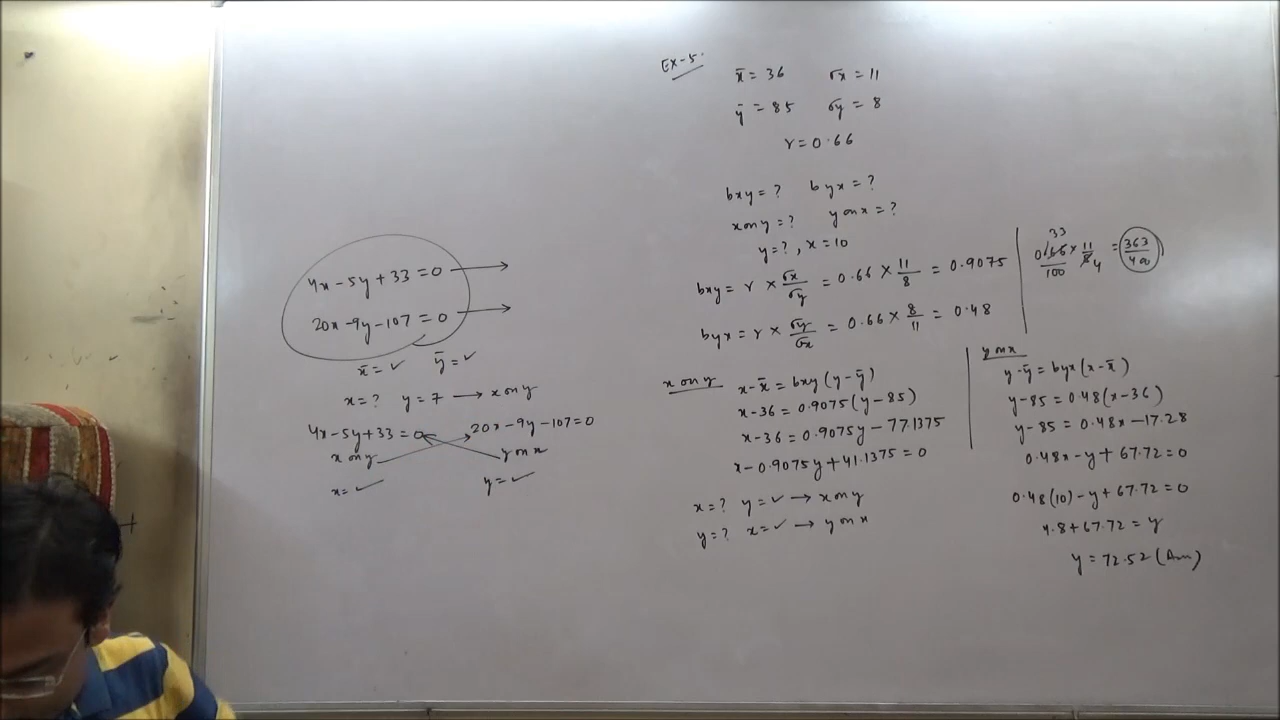 4x-5y+33=0 →
20x-9y-107=0 →
x̄=✓ ȳ=✓
x=? y=7 → x on y
4x-5y+33=0 20x-9y-107=0
x on y y on x
x=✓ y=✓
Ex-5.
x̄=36 σx=11
ȳ=85 σy=8
r=0.66
bxy=? byx=?
x on y=? y on x=?
y=?, x=10
bxy= r × σx/σy = 0.66 × 11/8 = 0.9075
byx = r × σy/σx = 0.66 × 8/11 = 0.48
33
0.66/100 × 11/8 4 = 363/400
x on y
x-x̄ = bxy(y-ȳ)
x-36 = 0.9075(y-85)
x-36 = 0.9075y-77.1375
x-0.9075y+41.1375=0
x=? y=✓ → x on y
y=? x=✓ → y on x
y on x
y-ȳ = byx(x-x̄)
y-85 = 0.48(x-36)
y-85 = 0.48x-17.28
0.48x-y+67.72=0
0.48(10)-y+67.72=0
4.8+67.72=y
y=72.52 (Ans)